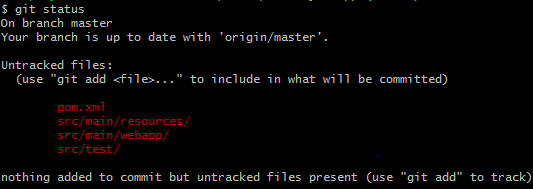 $ git status
On branch master
Your branch is up to date with 'origin/master'.
Untracked files:
(use "git add <file>..." to include in what will be committed)
pom.xml
src/main/resources/
src/main/webapp/
src/test/
nothing added to commit but untracked files present (use "git add" to track)